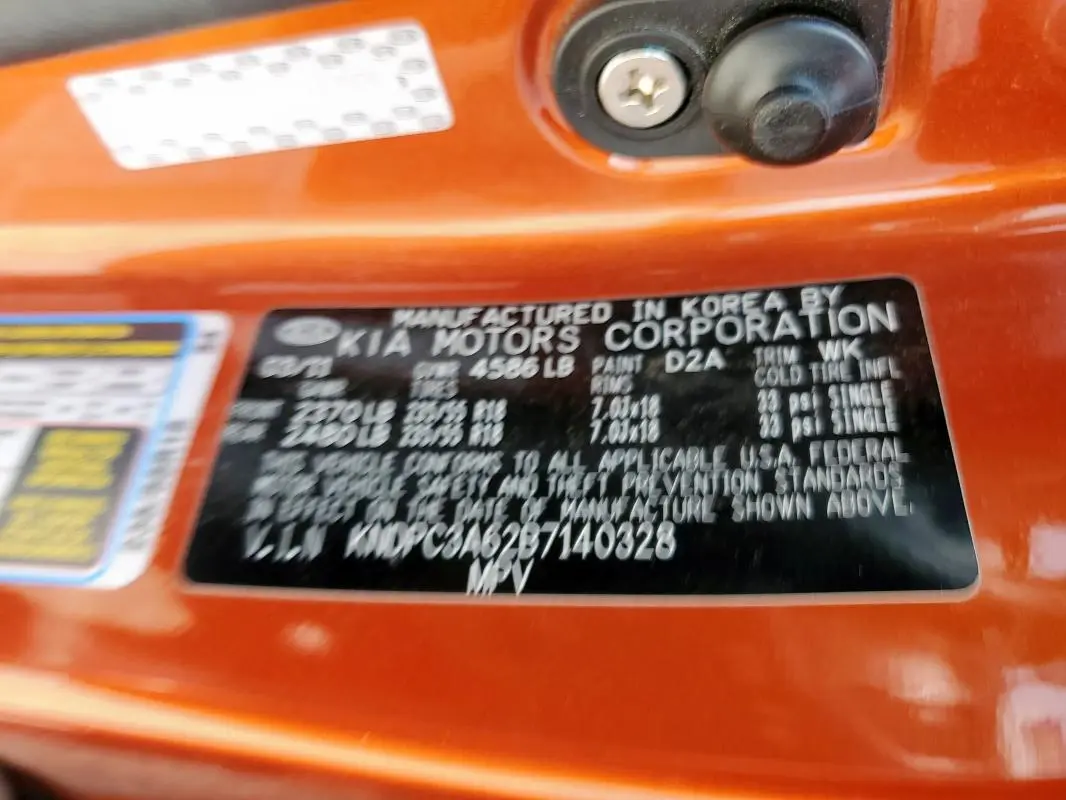 MANUFACTURED IN KOREA BY
KIA MOTORS CORPORATION
GVWR 4586 LB PAINT D2A TRIM WK
TIRES RIMS COLD TIRE INFL
2370 LB 235/55 R18 7.0Jx18 33 psi SINGLE
2480 LB 235/55 R18 7.0Jx18 33 psi SINGLE
THIS VEHICLE CONFORMS TO ALL APPLICABLE U.S.A. FEDERAL
MOTOR VEHICLE SAFETY AND THEFT PREVENTION STANDARDS
IN EFFECT ON THE DATE OF MANUFACTURE SHOWN ABOVE.
V.I.N KNDPC3A62B7140328
MPV